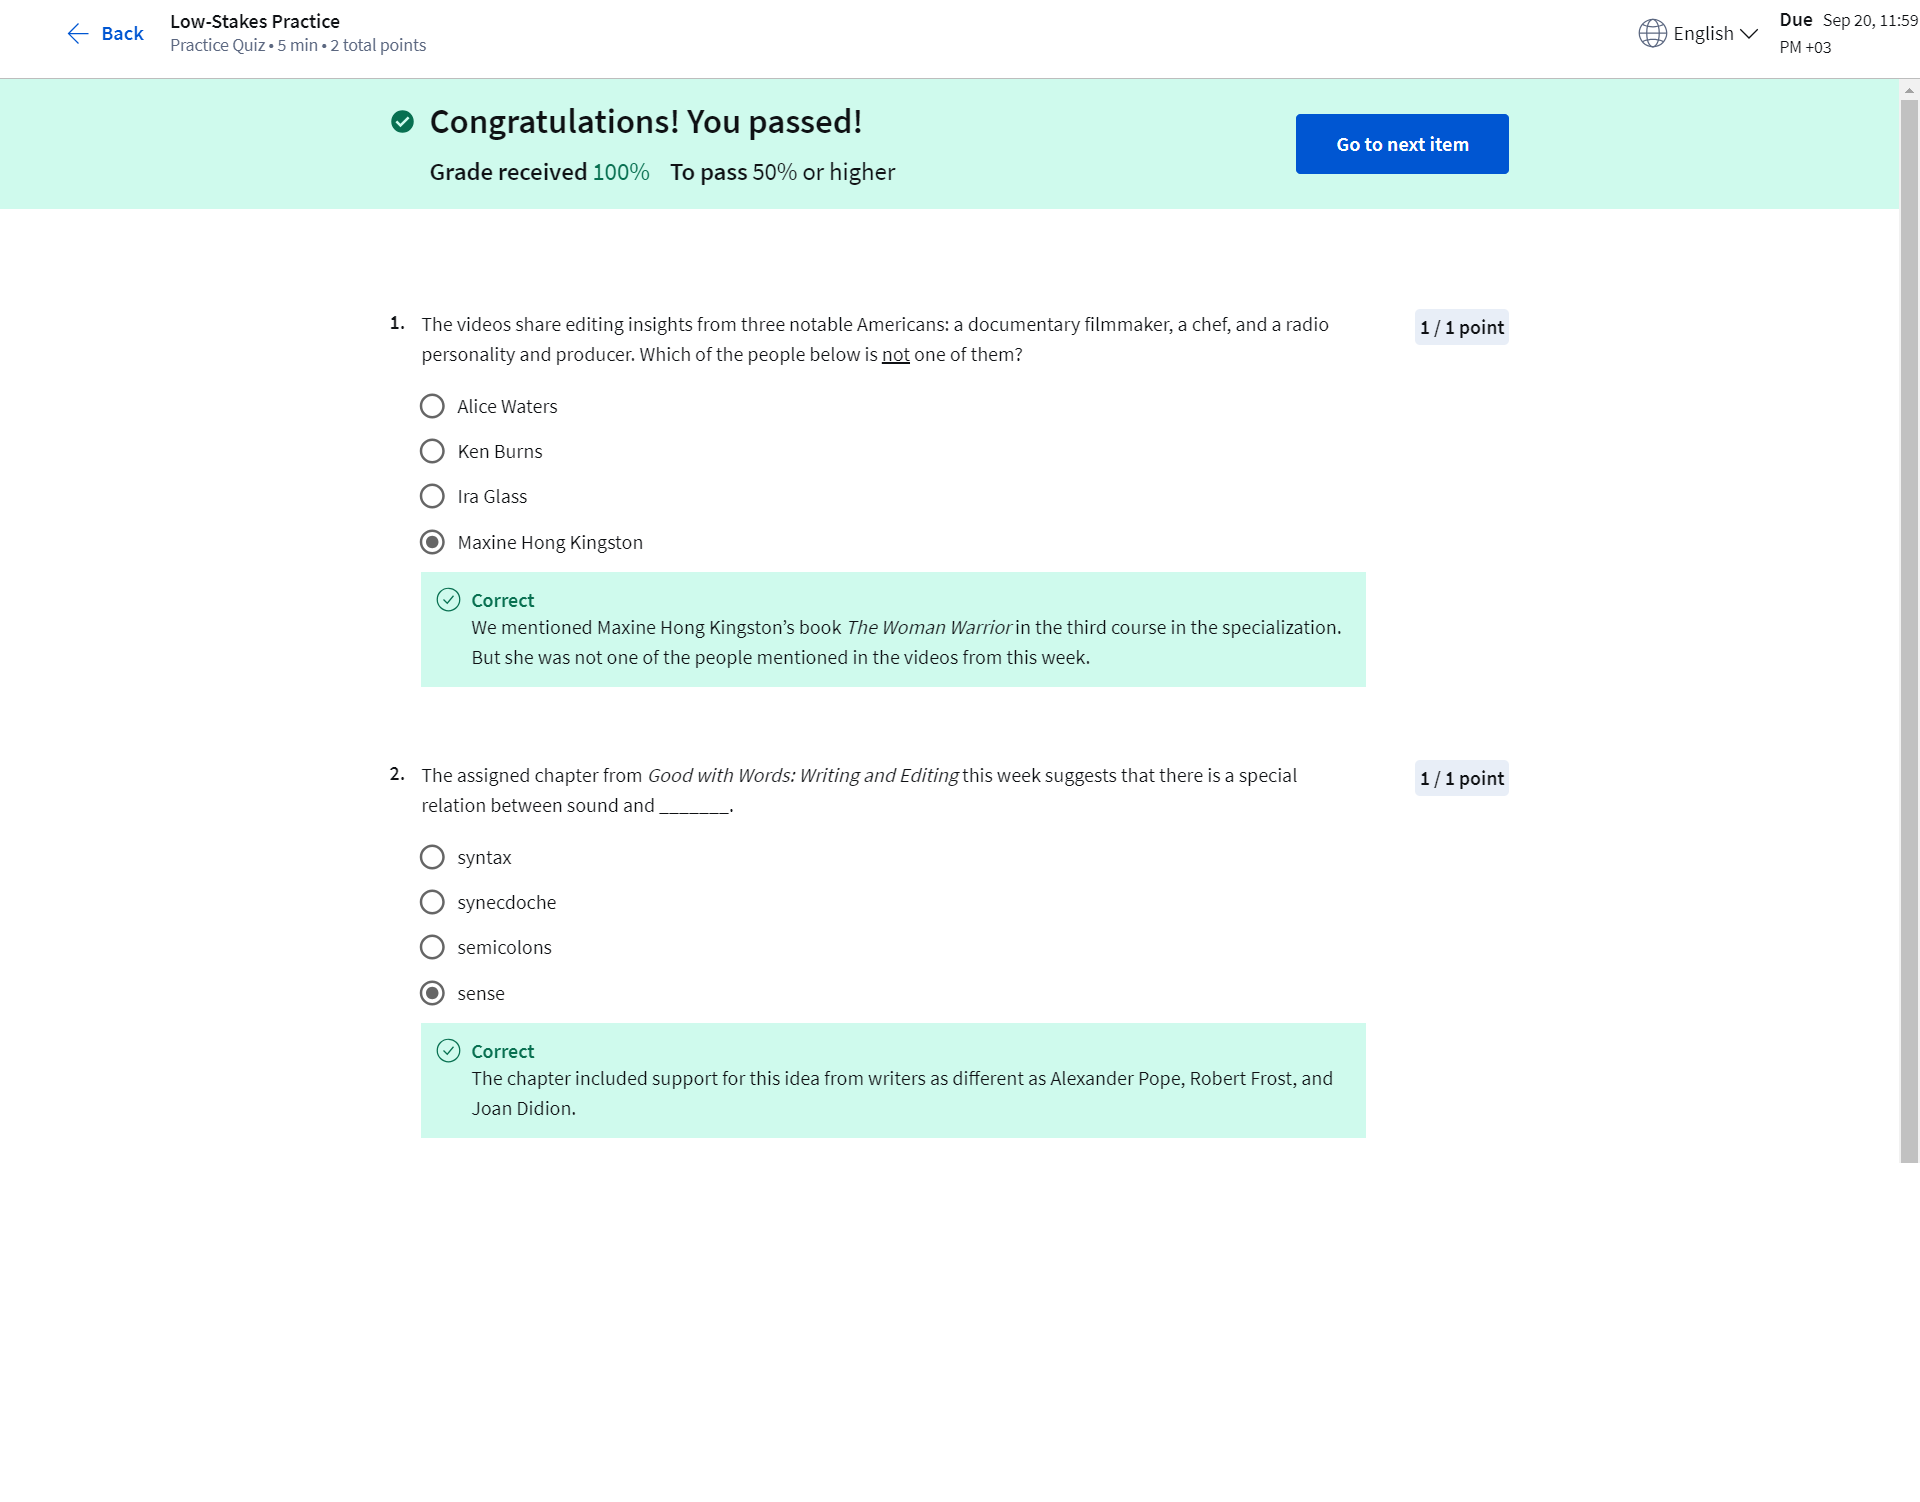 Back
Low-Stakes Practice
Practice Quiz • 5 min • 2 total points
English
Due Sep 20, 11:59
PM +03
Congratulations! You passed!
Grade received 100% To pass 50% or higher
Go to next item
1. The videos share editing insights from three notable Americans: a documentary filmmaker, a chef, and a radio
personality and producer. Which of the people below is not one of them?
1 / 1 point
Alice Waters
Ken Burns
Ira Glass
Maxine Hong Kingston
Correct
We mentioned Maxine Hong Kingston’s book The Woman Warrior in the third course in the specialization.
But she was not one of the people mentioned in the videos from this week.
2. The assigned chapter from Good with Words: Writing and Editing this week suggests that there is a special
relation between sound and _______.
1 / 1 point
syntax
synecdoche
semicolons
sense
Correct
The chapter included support for this idea from writers as different as Alexander Pope, Robert Frost, and
Joan Didion.